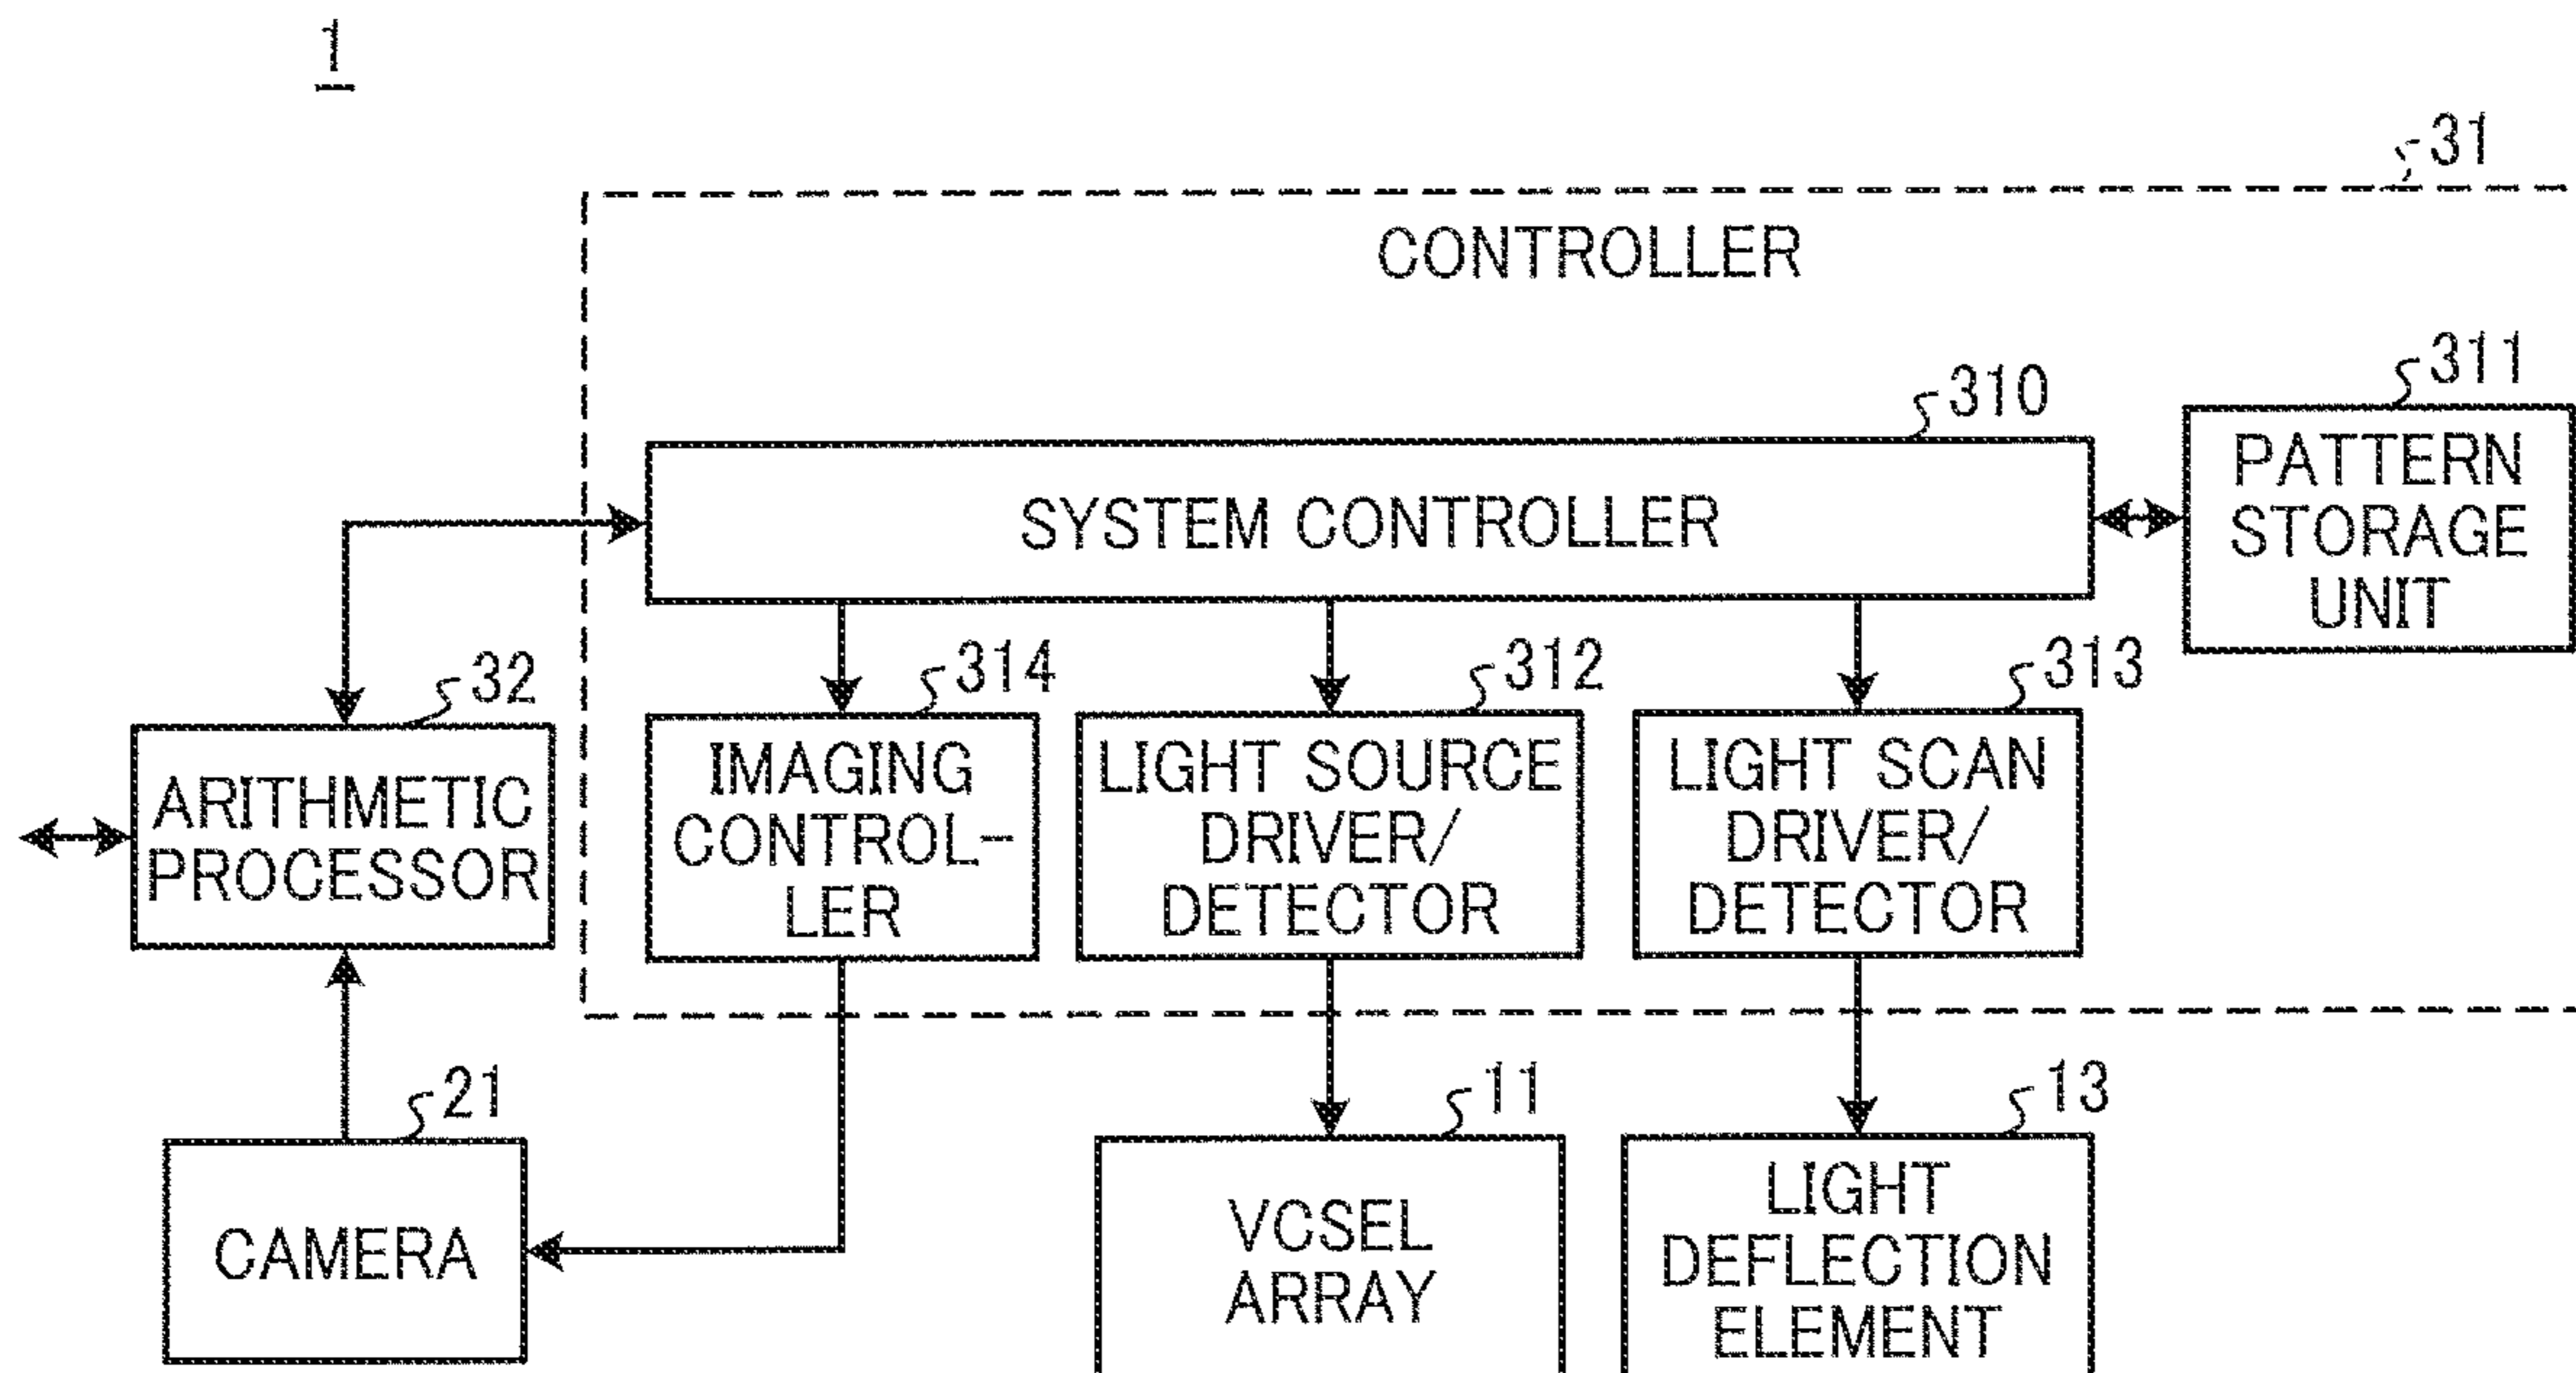 1
31
CONTROLLER
310
311
SYSTEM CONTROLLER
PATTERN
STORAGE
UNIT
32
314
312
313
ARITHMETIC
PROCESSOR
IMAGING
CONTROL-
LER
LIGHT SOURCE
DRIVER/
DETECTOR
LIGHT SCAN
DRIVER/
DETECTOR
21
11
13
CAMERA
VCSEL
ARRAY
LIGHT
DEFLECTION
ELEMENT